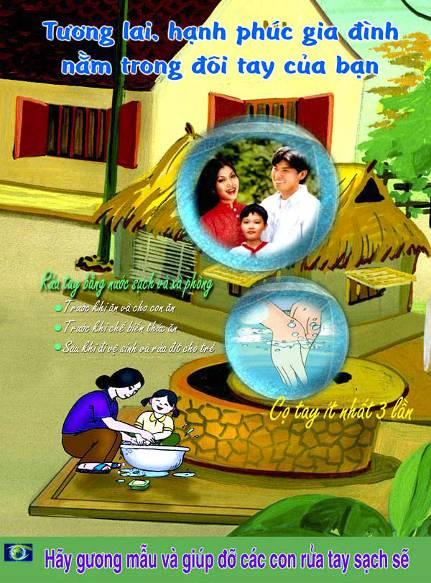 Tương lai, hạnh phúc gia đình
nằm trong đôi tay của bạn
Rửa tay bằng nước sạch và xà phòng
Trước khi ăn và cho con ăn
Trước khi chế biến thức ăn
Sau khi đi vệ sinh và rửa đít cho trẻ
Cọ tay ít nhất 3 lần
Hãy gương mẫu và giúp đỡ các con rửa tay sạch sẽ